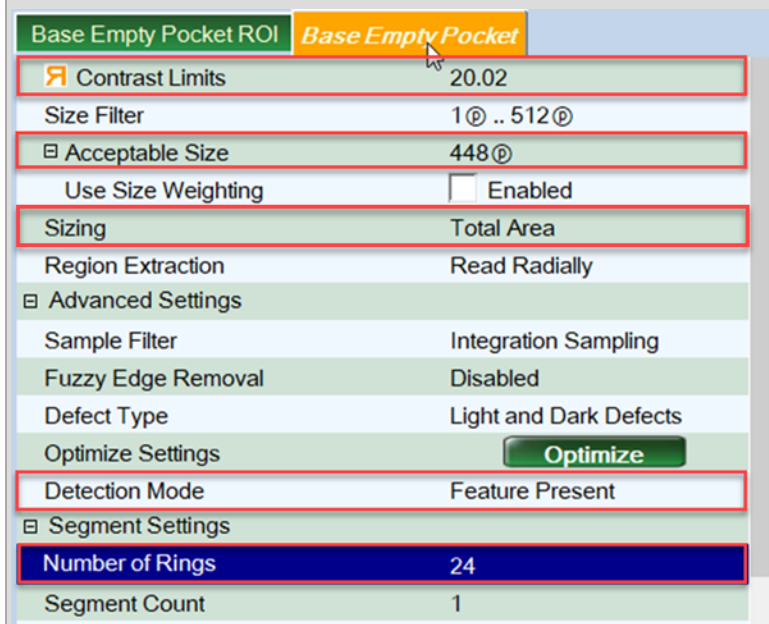 Base Empty Pocket ROI Base Empty Pocket
Я Contrast Limits 20.02
Size Filter 1ⓟ .. 512ⓟ
Acceptable Size 448ⓟ
Use Size Weighting Enabled
Sizing Total Area
Region Extraction Read Radially
Advanced Settings
Sample Filter Integration Sampling
Fuzzy Edge Removal Disabled
Defect Type Light and Dark Defects
Optimize Settings Optimize
Detection Mode Feature Present
Segment Settings
Number of Rings 24
Segment Count 1